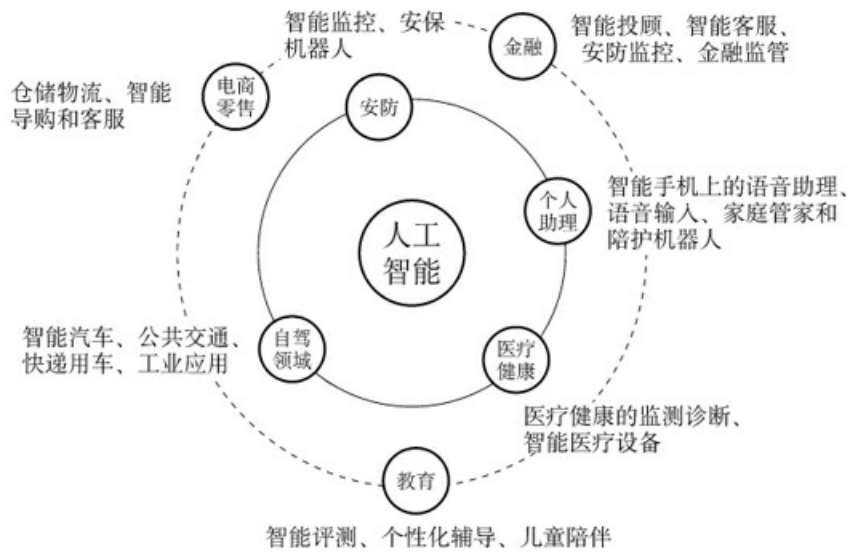 智能监控、安保
机器人
金融
智能投顾、智能客服、
安防监控、金融监管
仓储物流、智能
导购和客服
电商
零售
安防
个人
助理
智能手机上的语音助理、
语音输入、家庭管家和
陪护机器人
人工
智能
智能汽车、公共交通、
快递用车、工业应用
自驾
领域
医疗
健康
医疗健康的监测诊断、
智能医疗设备
教育
智能评测、个性化辅导、儿童陪伴